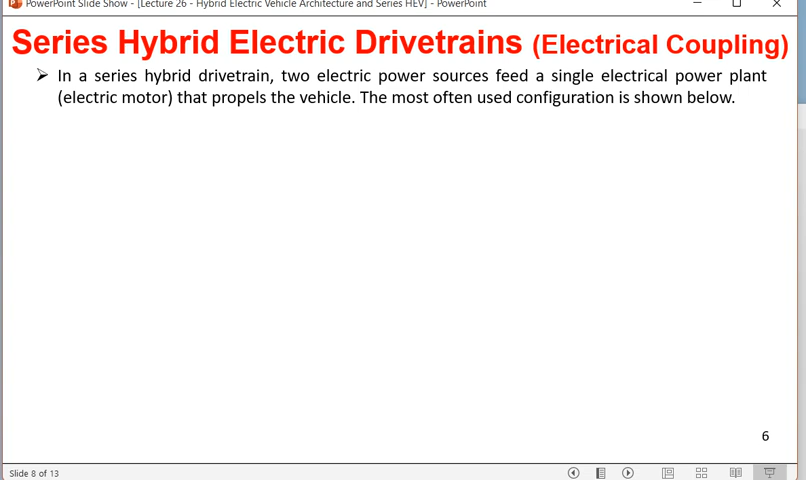 PowerPoint Slide Show - [Lecture 26 - Hybrid Electric Vehicle Architecture and Series HEV] - PowerPoint
Series Hybrid Electric Drivetrains (Electrical Coupling)
➤ In a series hybrid drivetrain, two electric power sources feed a single electrical power plant
(electric motor) that propels the vehicle. The most often used configuration is shown below.
6
Slide 8 of 13